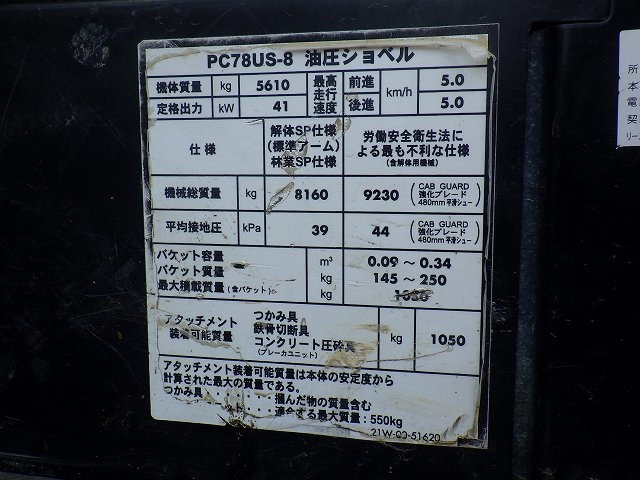 PC78US-8 油圧ショベル
機体質量 kg 5610 最高走行速度 前進 km/h 5.0
定格出力 kW 41 後進 5.0
仕様 解体SP仕様 (標準アーム) 林業SP仕様 労働安全衛生法による最も不利な仕様 (含解体用機械)
機械総質量 kg 8160 9230 (CAB GUARD 強化ブレード 480mm平滑シュー)
平均接地圧 kPa 39 44 (CAB GUARD 強化ブレード 480mm平滑シュー)
バケット容量 m³ 0.09～0.34
バケット質量 kg 145～250
最大積載質量(含バケット) kg
アタッチメント装着可能質量 つかみ具 鉄骨切断具 コンクリート圧砕具 (ブレーカユニット) kg 1050
アタッチメント装着可能質量は本体の安定度から
計算された最大の質量である。
つかみ具 掴んだ物の質量含む
適合する最大質量:550kg
21W-00-51620
所
本
電
契
リー